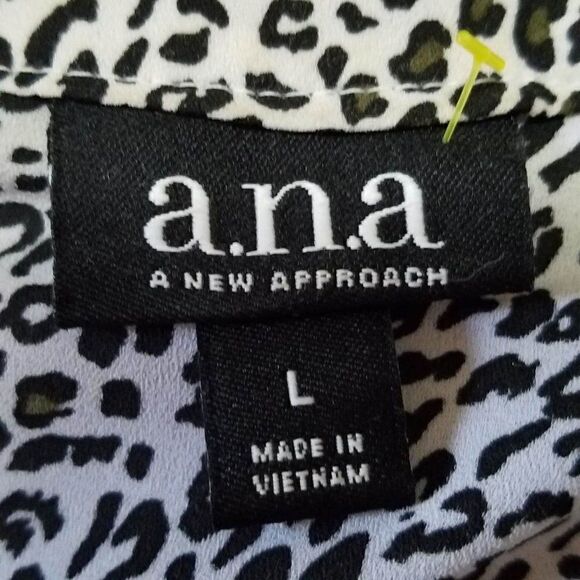 a.n.a
A NEW APPROACH
L
MADE IN
VIETNAM